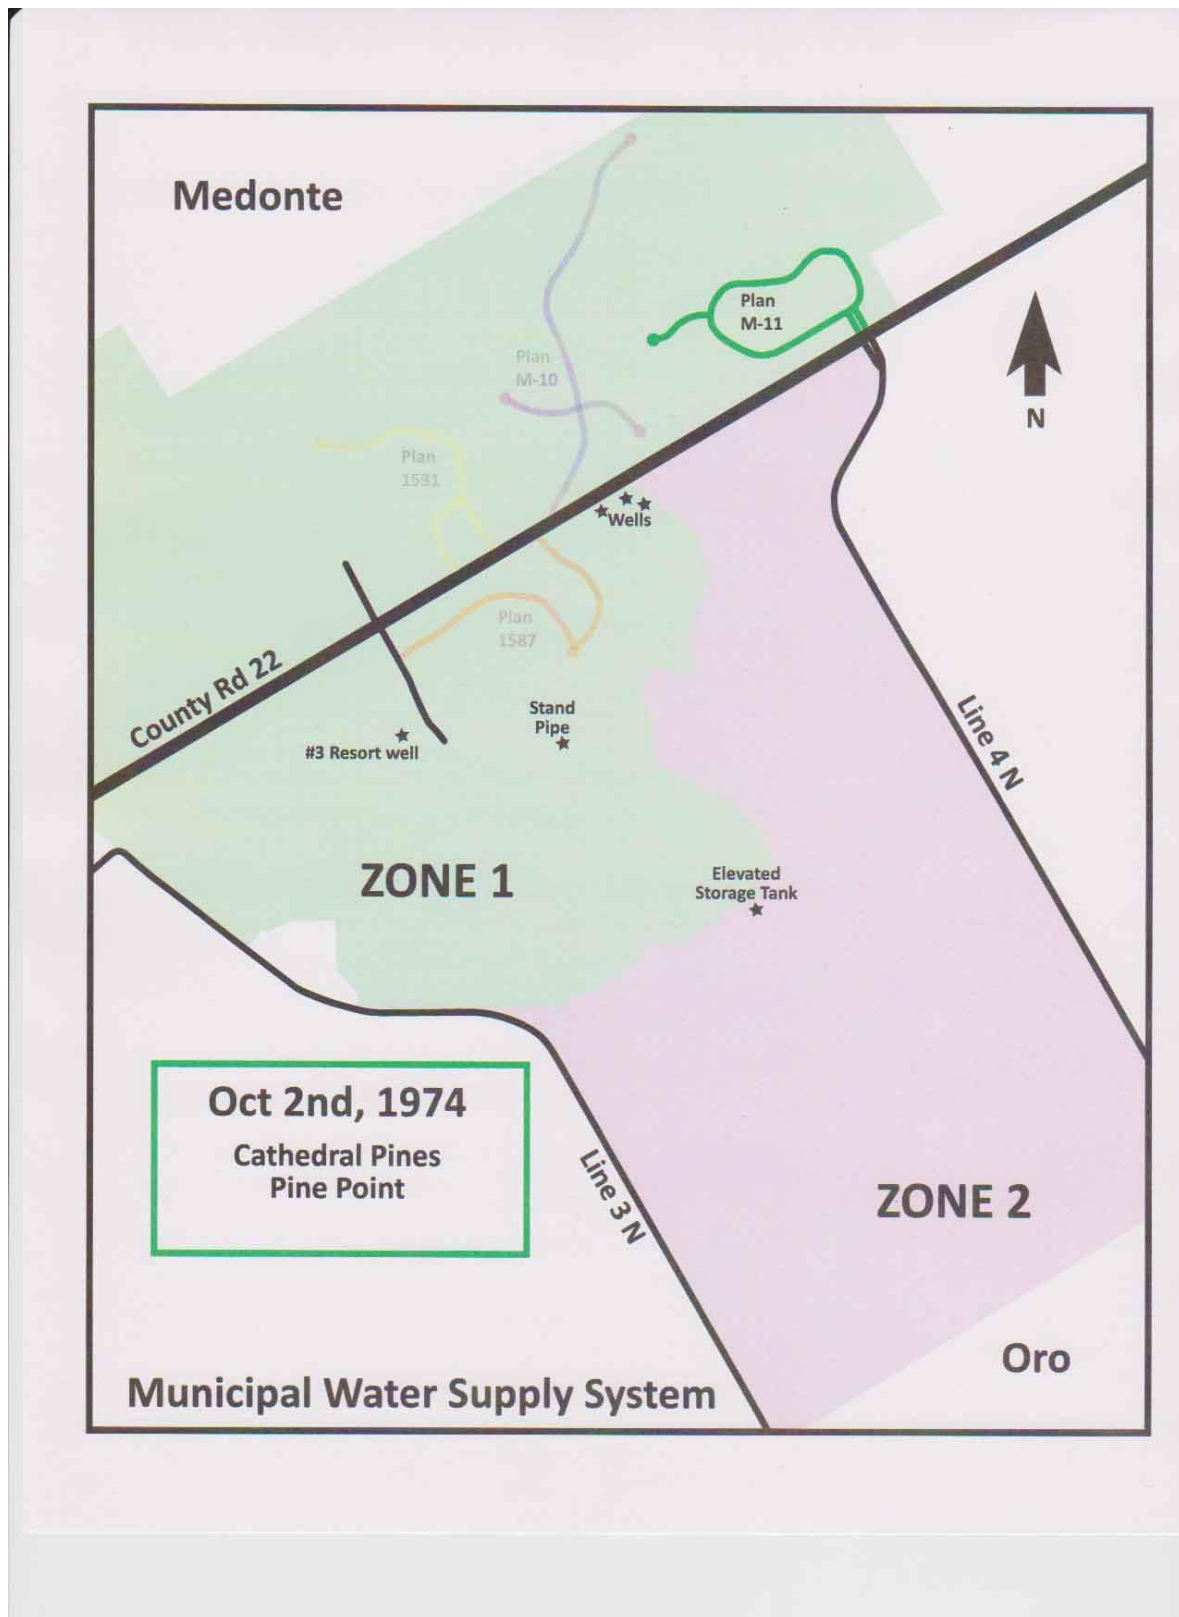 Medonte
Plan
M-11
Plan
M-10
N
Plan
1531
Wells
Plan
1587
County Rd 22
Stand
Pipe
#3 Resort well
Line 4 N
ZONE 1
Elevated
Storage Tank
Oct 2nd, 1974
Cathedral Pines
Pine Point
Line 3 N
ZONE 2
Oro
Municipal Water Supply System